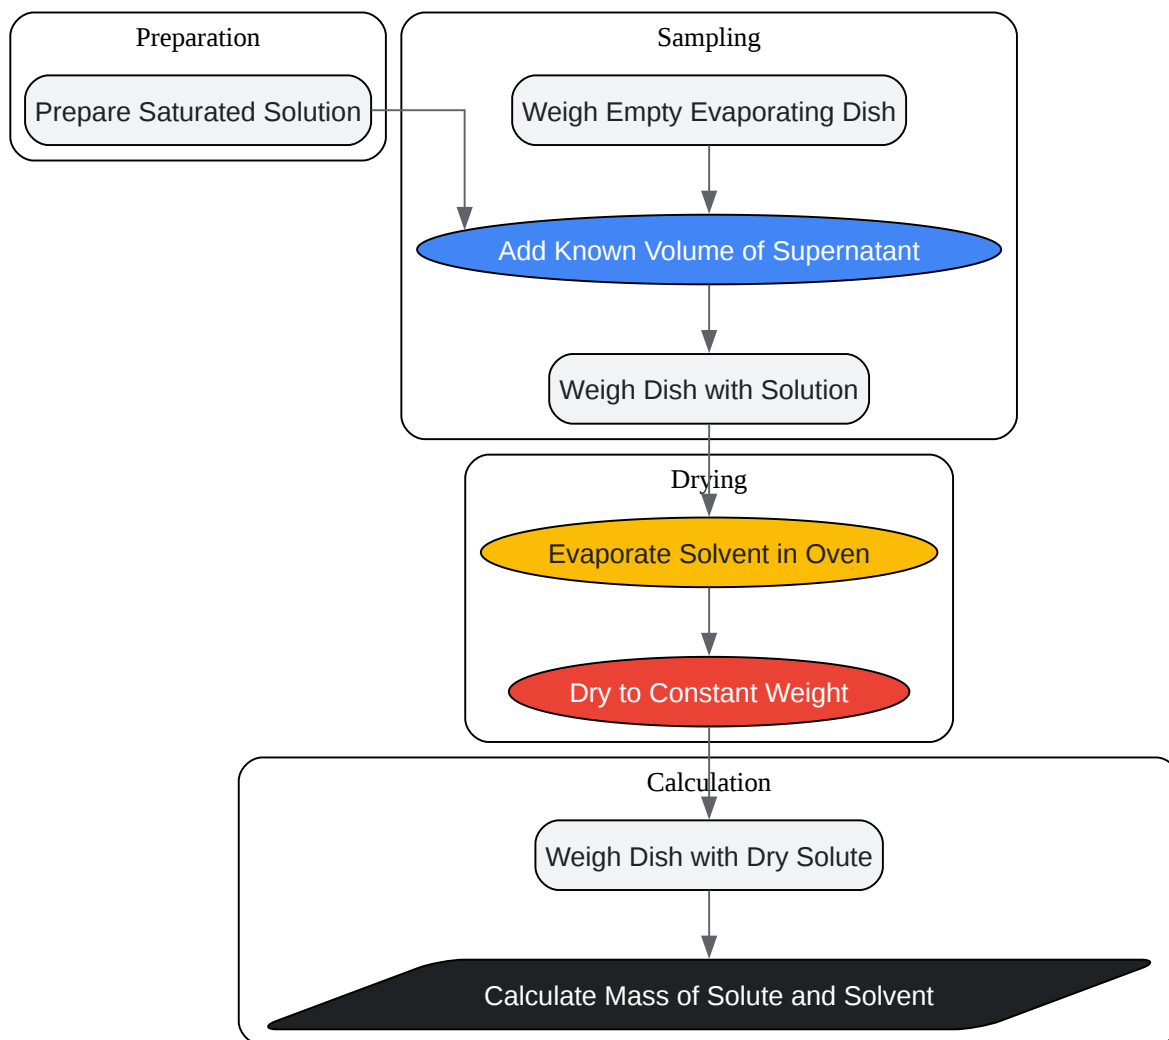 Preparation
Sampling
Prepare Saturated Solution
Weigh Empty Evaporating Dish
Add Known Volume of Supernatant
Weigh Dish with Solution
Drying
Evaporate Solvent in Oven
Dry to Constant Weight
Calculation
Weigh Dish with Dry Solute
Calculate Mass of Solute and Solvent